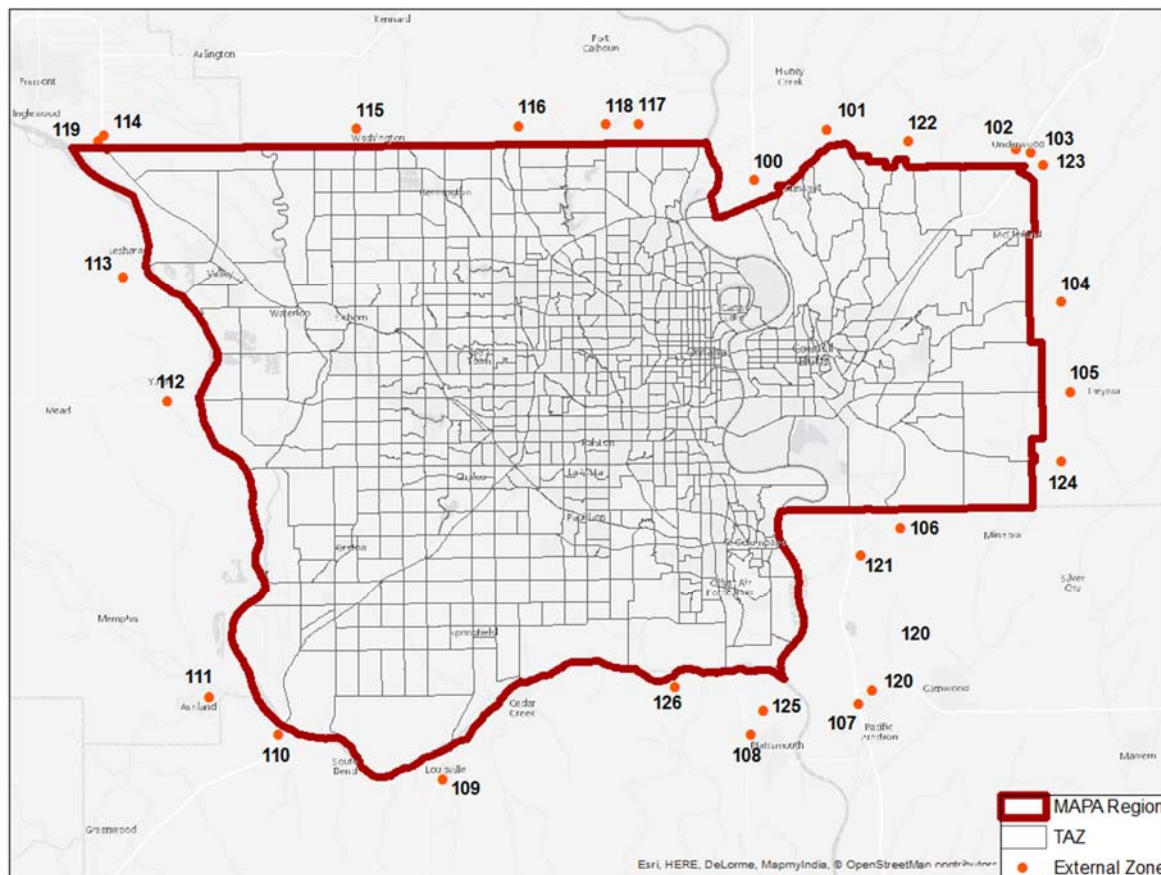 Kennard
Fort
Calhoun
Arlington
Fremont
Honey
Creek
Inglewood
119
114
115
Washington
116
118
117
101
122
102
Underwood
103
123
100
Bennington
McClelland
Leshara
113
Valley
104
Waterloo
Elkhorn
Carter
Lake
Omaha
Council
Bluffs
Town
112
105
Treynor
Mead
Ralston
La Vista
124
Chalco
Papillion
106
Mineola
Gretna
121
Offutt Air
Force Base
Silver
City
Memphis
Springfield
120
111
Ashland
126
120
Glenwood
Cedar
Creek
125
107
Pacific
Junction
110
108
Plattsmouth
South
Bend
Louisville
109
Malvern
Greenwood
MAPA Region
TAZ
External Zone
Esri, HERE, DeLorme, MapmyIndia, © OpenStreetMap contributors